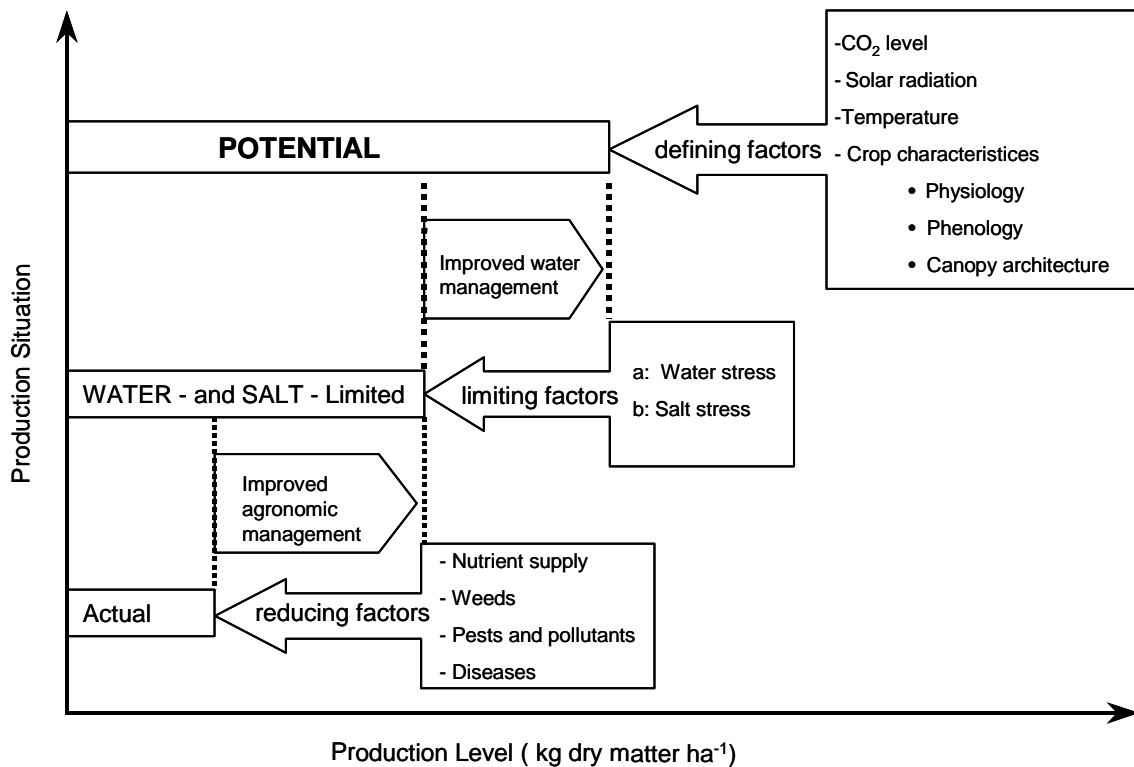 -CO₂ level
- Solar radiation
-Temperature
- Crop characteristices
• Physiology
• Phenology
• Canopy architecture
POTENTIAL
defining factors
Improved water
management
WATER - and SALT - Limited
limiting factors
a: Water stress
b: Salt stress
Improved
agronomic
management
Actual
reducing factors
- Nutrient supply
- Weeds
- Pests and pollutants
- Diseases
Production Situation
Production Level ( kg dry matter ha⁻¹)